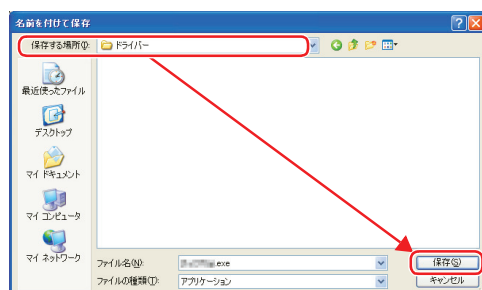 名前を付けて保存
保存する場所(I):
ドライバー
最近使ったファイル
デスクトップ
マイ ドキュメント
マイ コンピュータ
マイ ネットワーク
ファイル名(N):
.exe
保存(S)
ファイルの種類(T):
アプリケーション
キャンセル